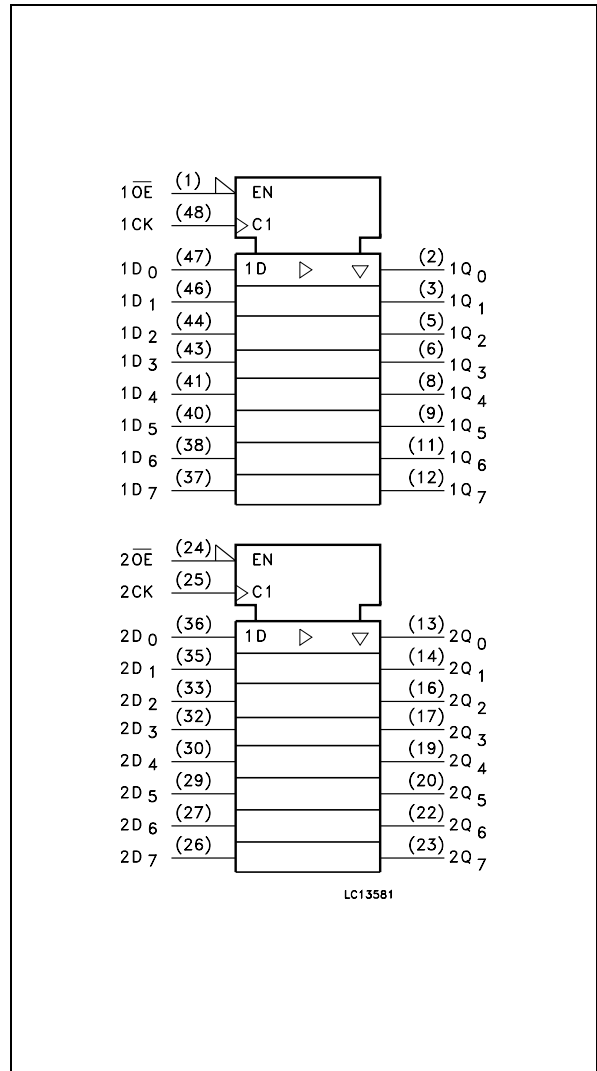 1O̅E̅ (1) EN
1CK (48) C1
1D0 (47) 1D (2) 1Q0
1D1 (46) (3) 1Q1
1D2 (44) (5) 1Q2
1D3 (43) (6) 1Q3
1D4 (41) (8) 1Q4
1D5 (40) (9) 1Q5
1D6 (38) (11) 1Q6
1D7 (37) (12) 1Q7
2O̅E̅ (24) EN
2CK (25) C1
2D0 (36) 1D (13) 2Q0
2D1 (35) (14) 2Q1
2D2 (33) (16) 2Q2
2D3 (32) (17) 2Q3
2D4 (30) (19) 2Q4
2D5 (29) (20) 2Q5
2D6 (27) (22) 2Q6
2D7 (26) (23) 2Q7
LC13581